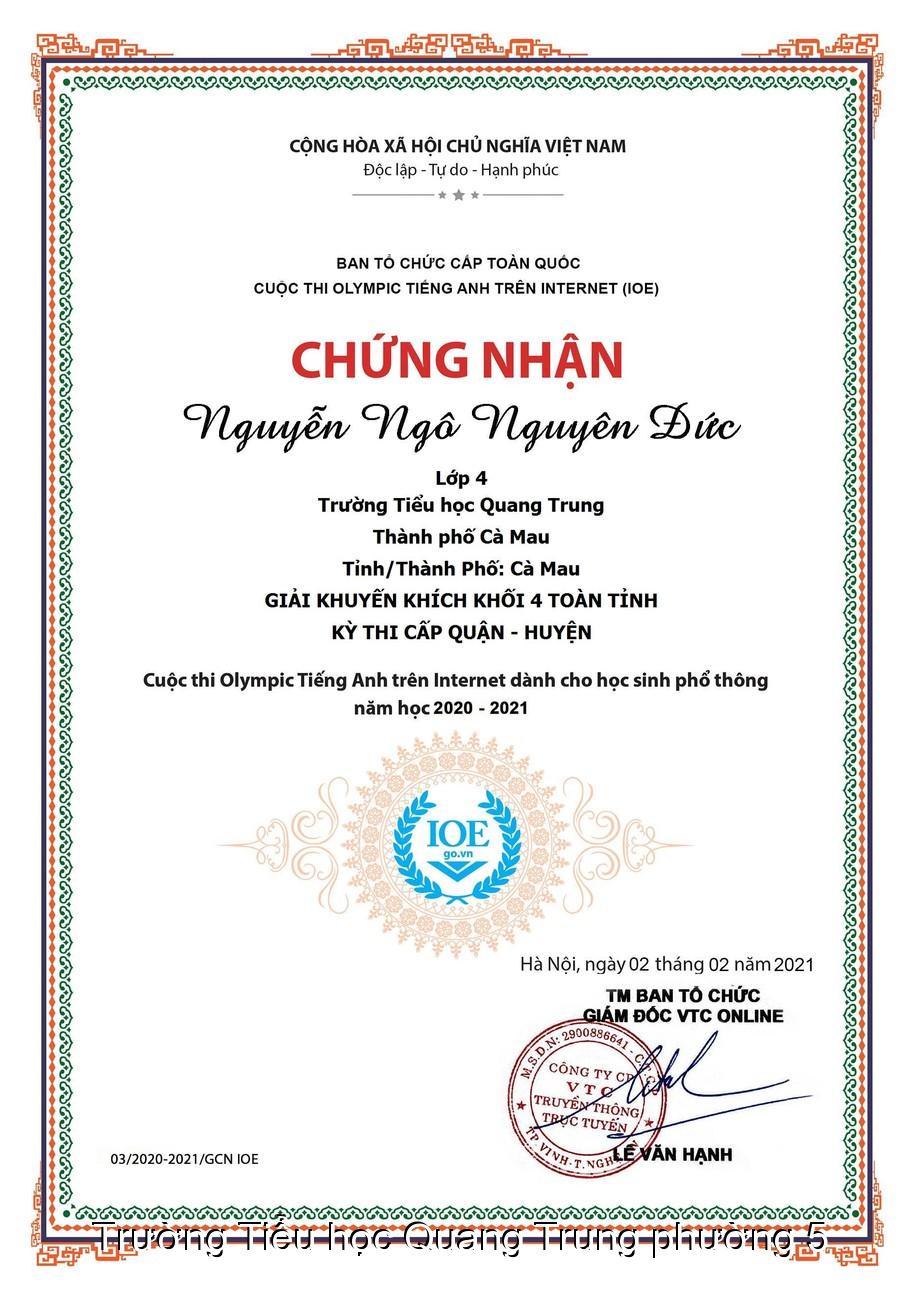 CỘNG HÒA XÃ HỘI CHỦ NGHĨA VIỆT NAM
Độc lập - Tự do - Hạnh phúc
BAN TỔ CHỨC CẤP TOÀN QUỐC
CUỘC THI OLYMPIC TIẾNG ANH TRÊN INTERNET (IOE)
CHỨNG NHẬN
Nguyễn Ngô Nguyên Đức
Lớp 4
Trường Tiểu học Quang Trung
Thành phố Cà Mau
Tỉnh/Thành Phố: Cà Mau
GIẢI KHUYẾN KHÍCH KHỐI 4 TOÀN TỈNH
KỲ THI CẤP QUẬN - HUYỆN
Cuộc thi Olympic Tiếng Anh trên Internet dành cho học sinh phổ thông
năm học 2020 - 2021
IOE
go.vn
Hà Nội, ngày 02 tháng 02 năm 2021
TM BAN TỔ CHỨC
GIÁM ĐỐC VTC ONLINE
M.S.D.N: 2900886641 - C.T.C.P
CÔNG TY CP
VTC
TRUYỀN THÔNG
TRỰC TUYẾN
TP.VINH-T.NGHỆ
LÊ VĂN HẠNH
03/2020-2021/GCN IOE
Trường Tiểu học Quang Trung phường 5